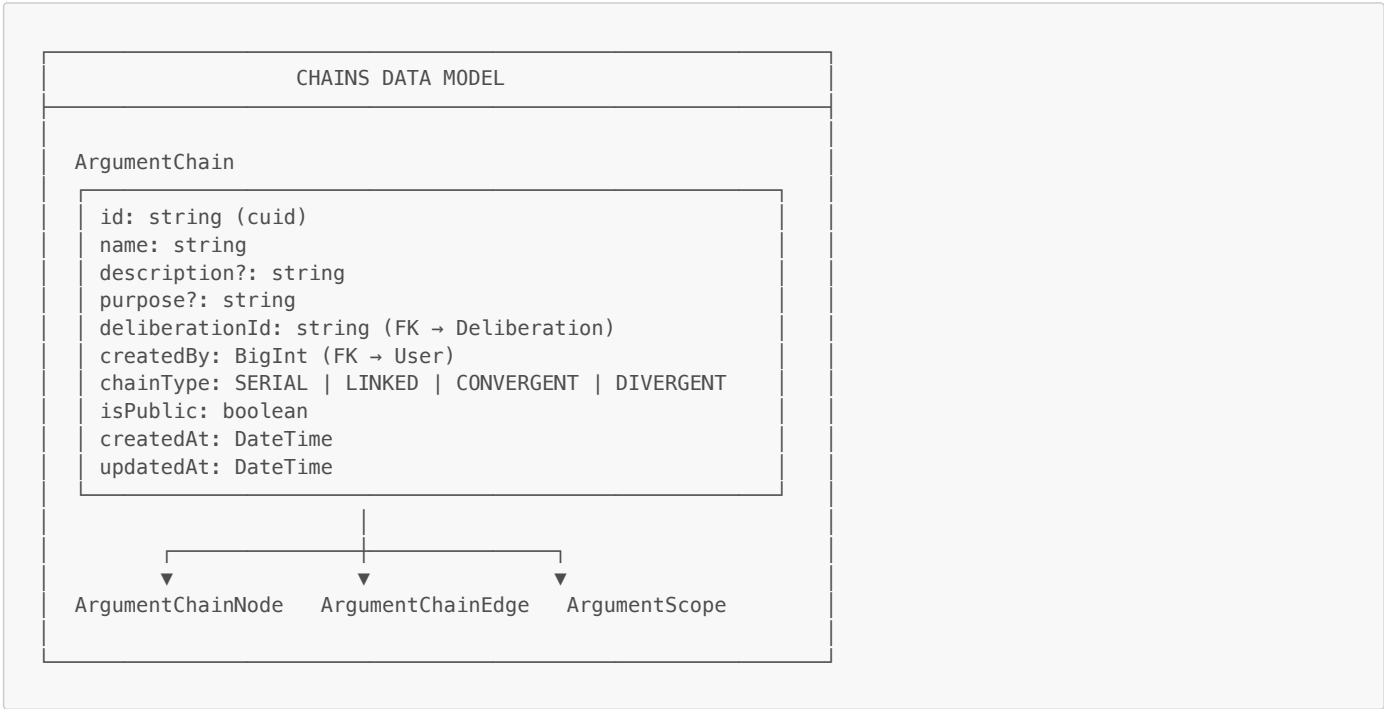 CHAINS DATA MODEL
ArgumentChain
id: string (cuid)
name: string
description?: string
purpose?: string
deliberationId: string (FK → Deliberation)
createdBy: BigInt (FK → User)
chainType: SERIAL | LINKED | CONVERGENT | DIVERGENT
isPublic: boolean
createdAt: DateTime
updatedAt: DateTime
ArgumentChainNode ArgumentChainEdge ArgumentScope